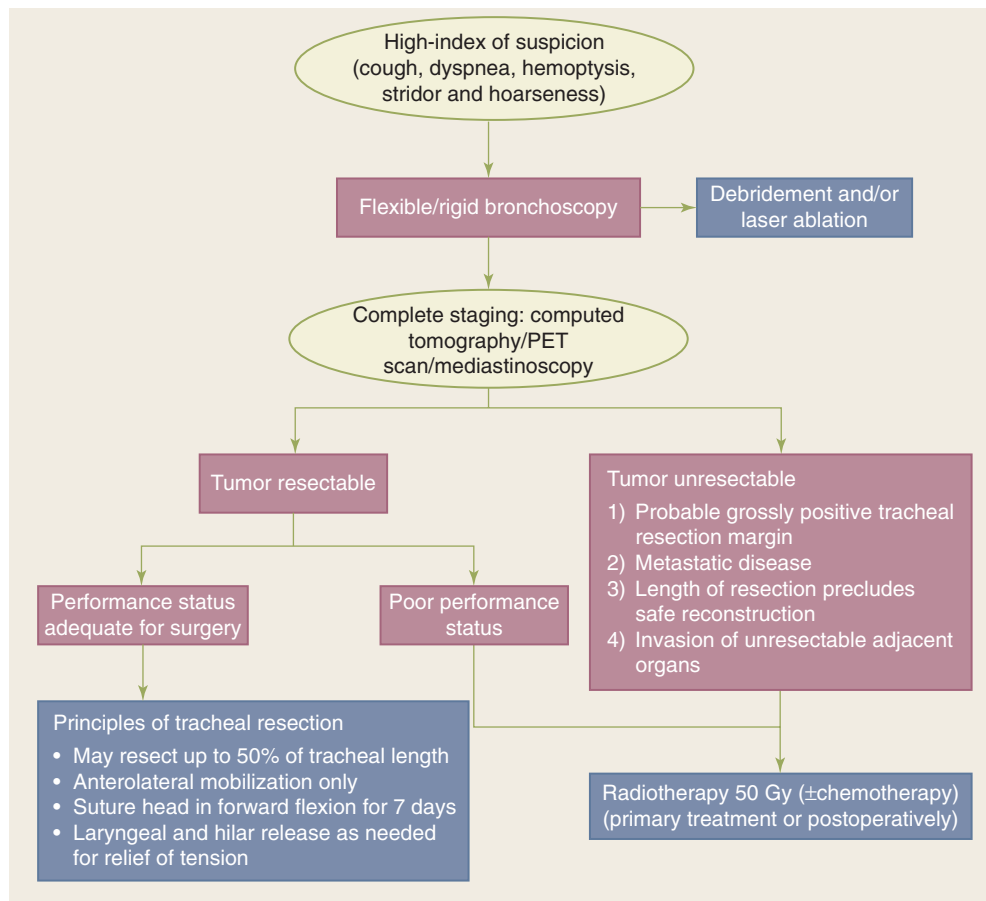 High-index of suspicion
(cough, dyspnea, hemoptysis,
stridor and hoarseness)
Flexible/rigid bronchoscopy
Debridement and/or
laser ablation
Complete staging: computed
tomography/PET
scan/mediastinoscopy
Tumor resectable
Tumor unresectable
1) Probable grossly positive tracheal
resection margin
2) Metastatic disease
3) Length of resection precludes
safe reconstruction
4) Invasion of unresectable adjacent
organs
Performance status
adequate for surgery
Poor performance
status
Principles of tracheal resection
• May resect up to 50% of tracheal length
• Anterolateral mobilization only
• Suture head in forward flexion for 7 days
• Laryngeal and hilar release as needed
for relief of tension
Radiotherapy 50 Gy (±chemotherapy)
(primary treatment or postoperatively)